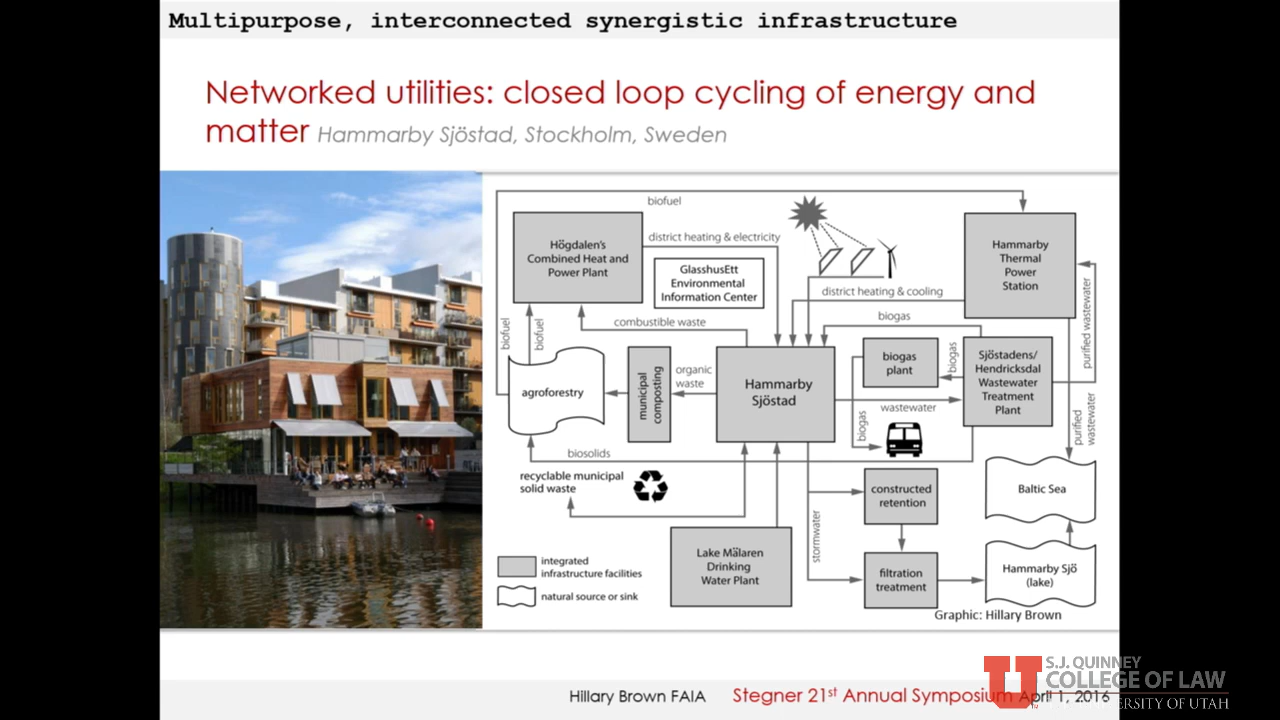 Multipurpose, interconnected synergistic infrastructure
Networked utilities: closed loop cycling of energy and
matter Hammarby Sjöstad, Stockholm, Sweden
biofuel
Högdalen's
Combined Heat and
Power Plant
district heating & electricity
GlasshusEtt
Environmental
Information Center
Hammarby
Thermal
Power
Station
district heating & cooling
combustible waste
biogas
biofuel
biofuel
purified wastewater
agroforestry
municipal
composting
organic
waste
Hammarby
Sjöstad
biogas
plant
biogas
Sjöstadens/
Hendricksdal
Wastewater
Treatment
Plant
wastewater
biogas
purified
wastewater
biosolids
recyclable municipal
solid waste
constructed
retention
Baltic Sea
stormwater
Lake Mälaren
Drinking
Water Plant
filtration
treatment
Hammarby Sjö
(lake)
integrated
infrastructure facilities
natural source or sink
Graphic: Hillary Brown
Hillary Brown FAIA
Stegner 21st Annual Symposium April 1, 2016
S.J. QUINNEY
COLLEGE OF LAW
UNIVERSITY OF UTAH